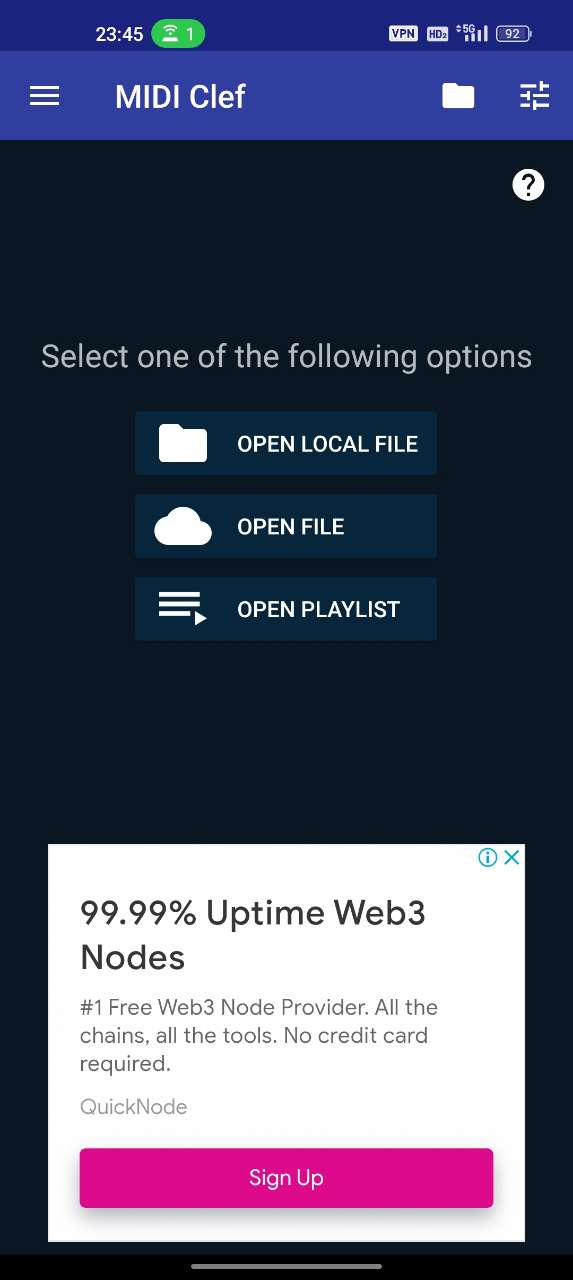 23:45 1 VPN HD2 5G 92
MIDI Clef
?
Select one of the following options
OPEN LOCAL FILE
OPEN FILE
OPEN PLAYLIST
99.99% Uptime Web3
Nodes
#1 Free Web3 Node Provider. All the
chains, all the tools. No credit card
required.
QuickNode
Sign Up